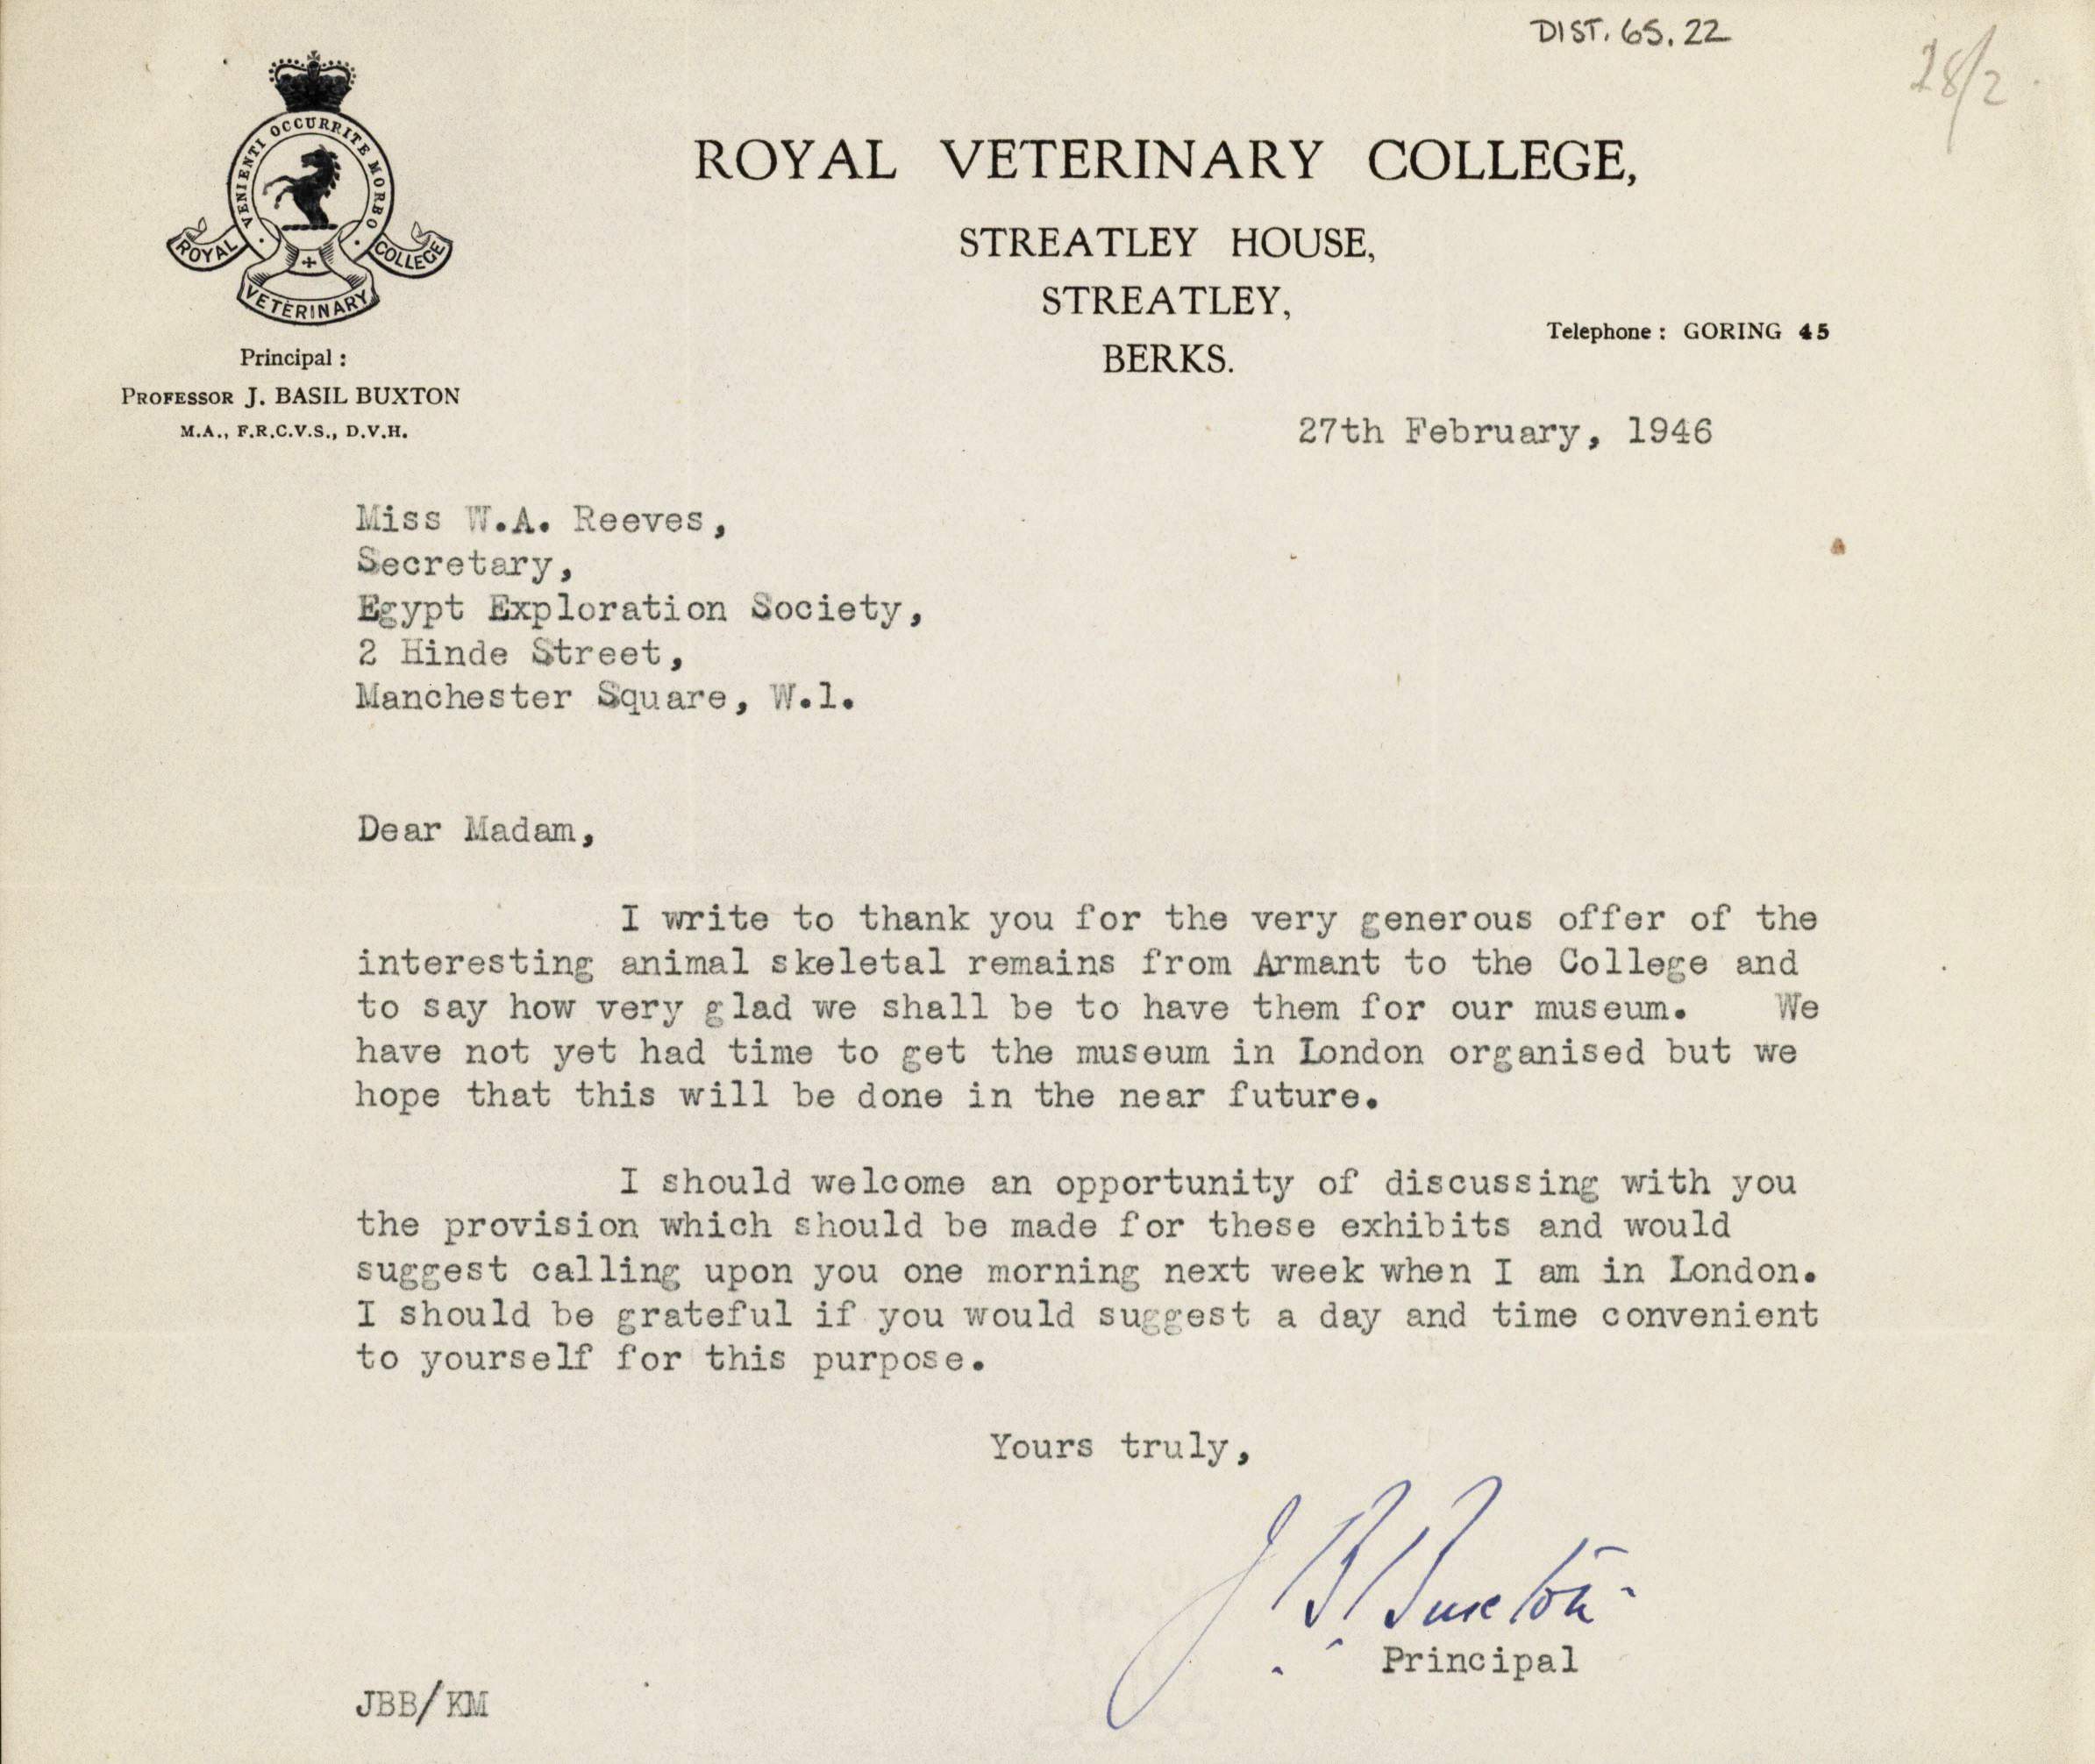 DIST. 65.22
28/2
VENIENTI OCCURRITE MORBO
ROYAL VETERINARY COLLEGE
ROYAL VETERINARY COLLEGE,
STREATLEY HOUSE,
STREATLEY,
BERKS.
Telephone : GORING 45
Principal :
PROFESSOR J. BASIL BUXTON
M.A., F.R.C.V.S., D.V.H.
27th February, 1946
Miss W.A. Reeves,
Secretary,
Egypt Exploration Society,
2 Hinde Street,
Manchester Square, W.1.
Dear Madam,
I write to thank you for the very generous offer of the
interesting animal skeletal remains from Armant to the College and
to say how very glad we shall be to have them for our museum. We
have not yet had time to get the museum in London organised but we
hope that this will be done in the near future.
I should welcome an opportunity of discussing with you
the provision which should be made for these exhibits and would
suggest calling upon you one morning next week when I am in London.
I should be grateful if you would suggest a day and time convenient
to yourself for this purpose.
Yours truly,
J. B. Buxton
Principal
JBB/KM